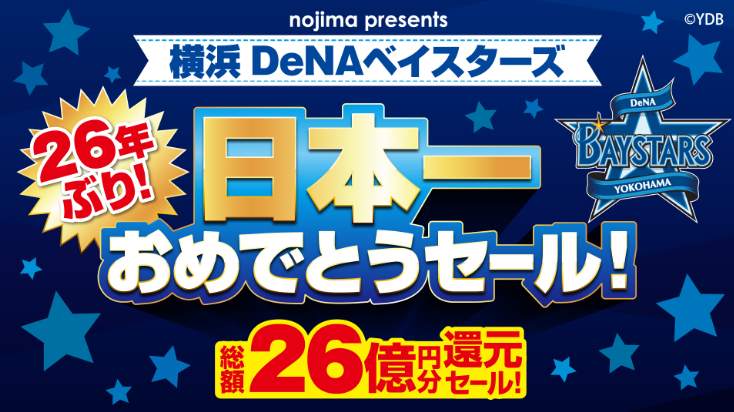 nojima presents
©YDB
横浜 DeNAベイスターズ
26年
ぶり!
日本一
おめでとうセール!
DeNA
BAYSTARS
YOKOHAMA
総額26億円分還元セール!